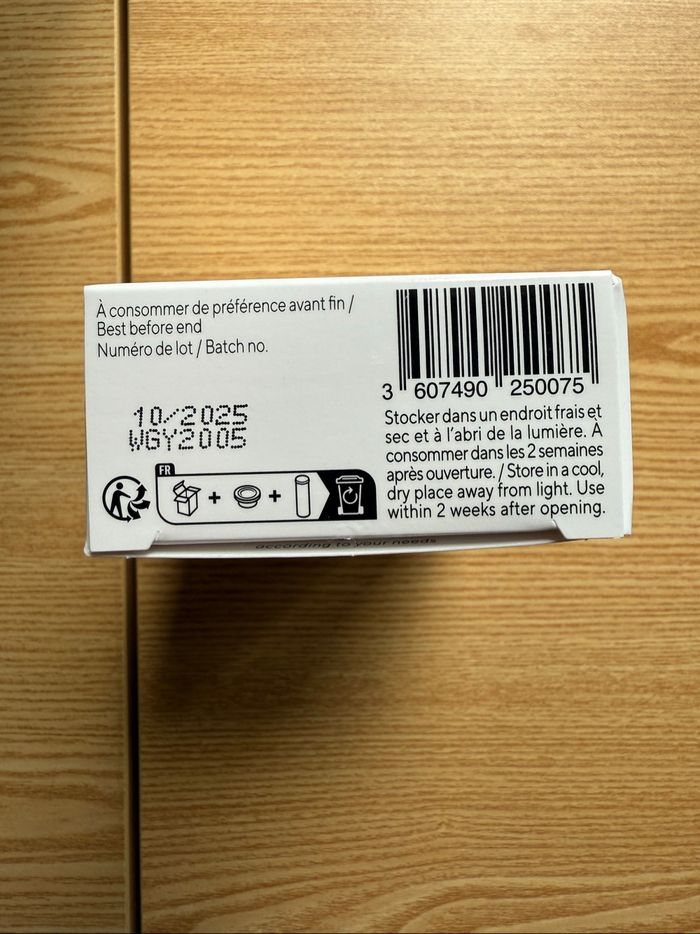 À consommer de préférence avant fin /
Best before end
Numéro de lot / Batch no.
10/2025
WGY2005
FR
+ +
3 607490 250075
Stocker dans un endroit frais et
sec et à l'abri de la lumière. À
consommer dans les 2 semaines
après ouverture. / Store in a cool,
dry place away from light. Use
within 2 weeks after opening.
according to your needs